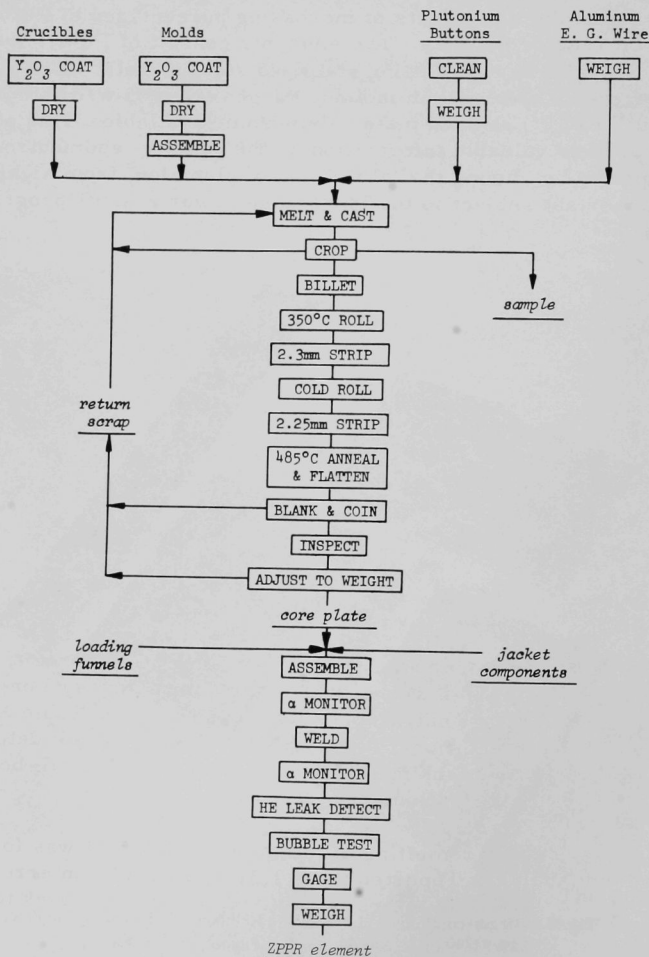 Crucibles
Molds
Plutonium
Buttons
Aluminum
E. G. Wire
Y2O3 COAT
Y2O3 COAT
CLEAN
WEIGH
DRY
DRY
WEIGH
ASSEMBLE
MELT & CAST
CROP
BILLET
sample
350°C ROLL
2.3mm STRIP
COLD ROLL
return
scrap
2.25mm STRIP
485°C ANNEAL
& FLATTEN
BLANK & COIN
INSPECT
ADJUST TO WEIGHT
core plate
loading
funnels
jacket
components
ASSEMBLE
α MONITOR
WELD
α MONITOR
HE LEAK DETECT
BUBBLE TEST
GAGE
WEIGH
ZPPR element